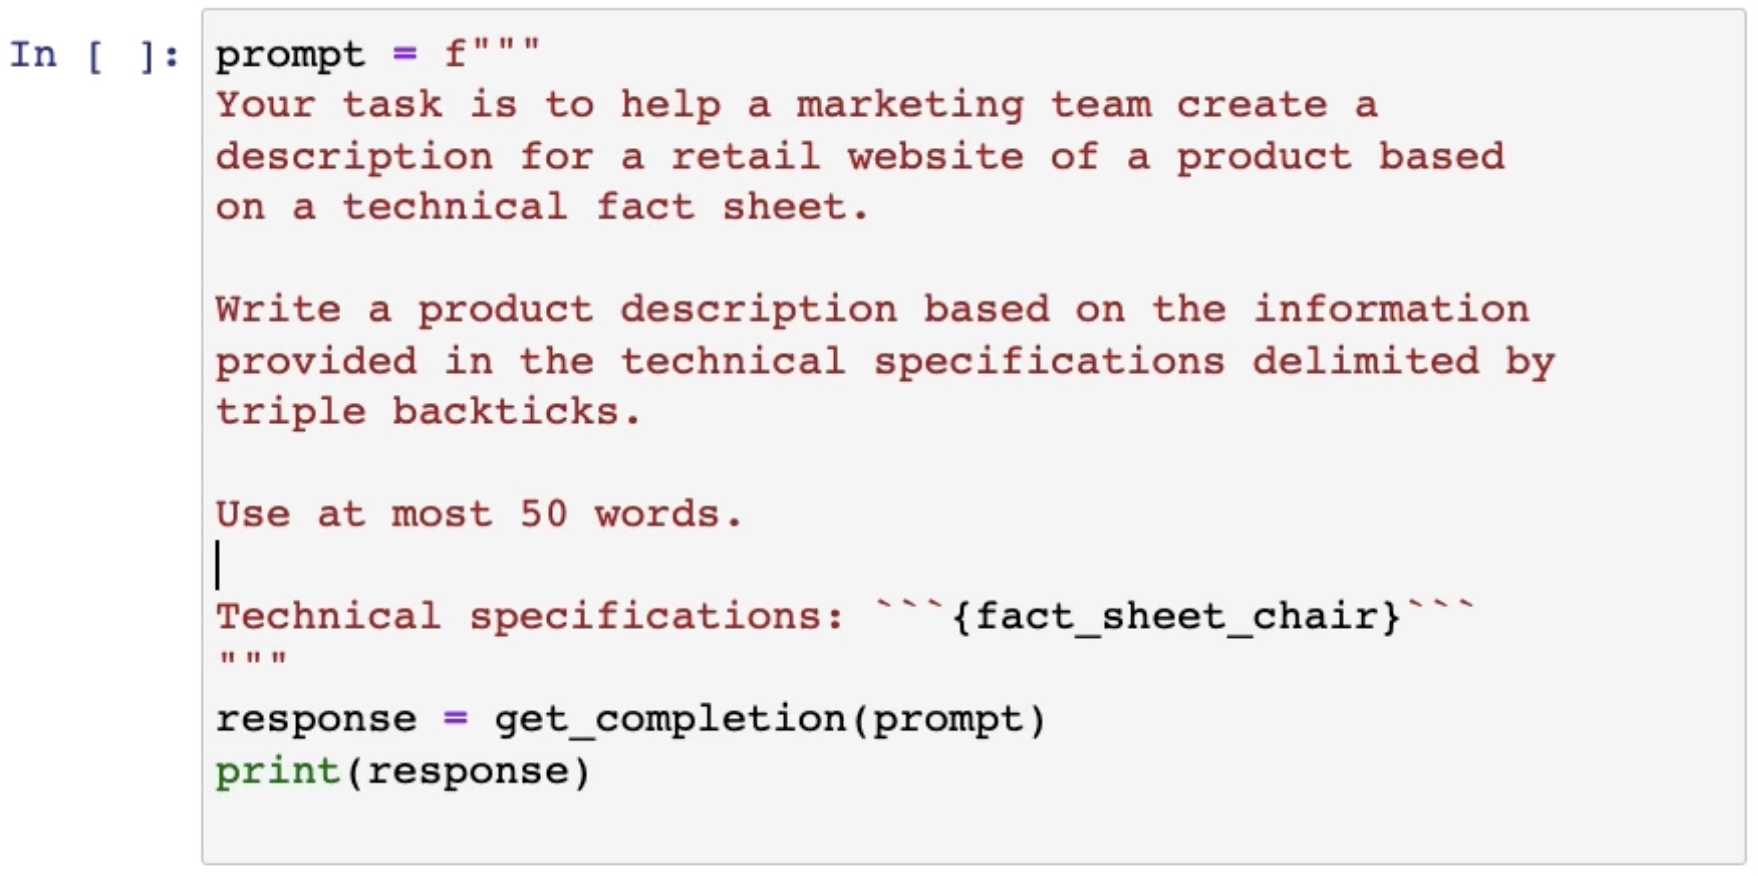 In [ ]: prompt = f"""
Your task is to help a marketing team create a
description for a retail website of a product based
on a technical fact sheet.

Write a product description based on the information
provided in the technical specifications delimited by
triple backticks.

Use at most 50 words.

Technical specifications: ```{fact_sheet_chair}```
"""
response = get_completion(prompt)
print(response)